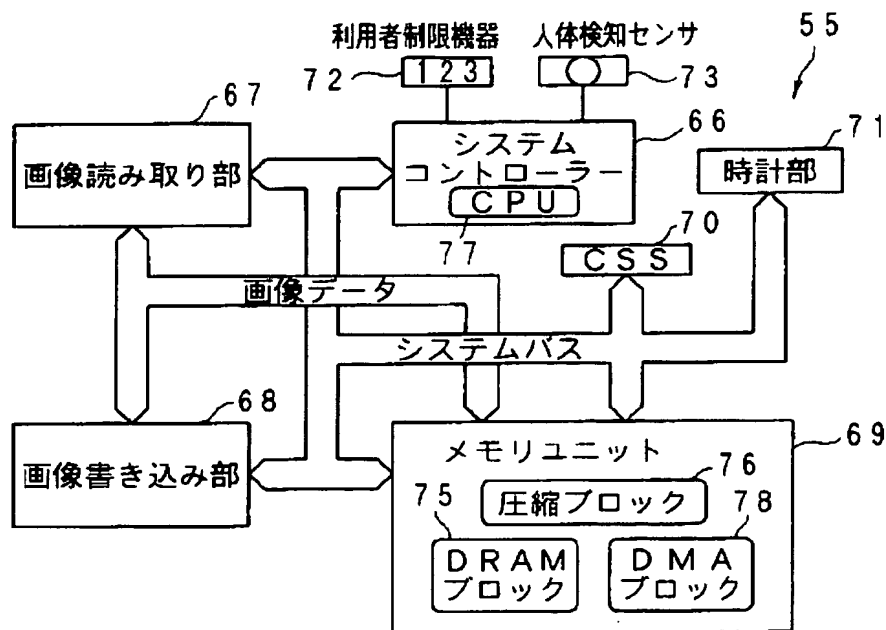 利用者制限機器
人体検知センサ
55
72
123
73
67
66
71
画像読み取り部
システム
コントローラー
CPU
時計部
77
70
CSS
画像データ
システムバス
68
69
画像書き込み部
メモリユニット
76
圧縮ブロック
75
78
DRAM
ブロック
DMA
ブロック